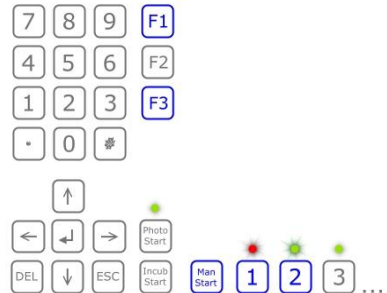 7 8 9 F1
4 5 6 F2
1 2 3 F3
. 0 #
↑
← ↵ → Photo Start
DEL ↓ ESC Incub Start Man Start 1 2 3 ...